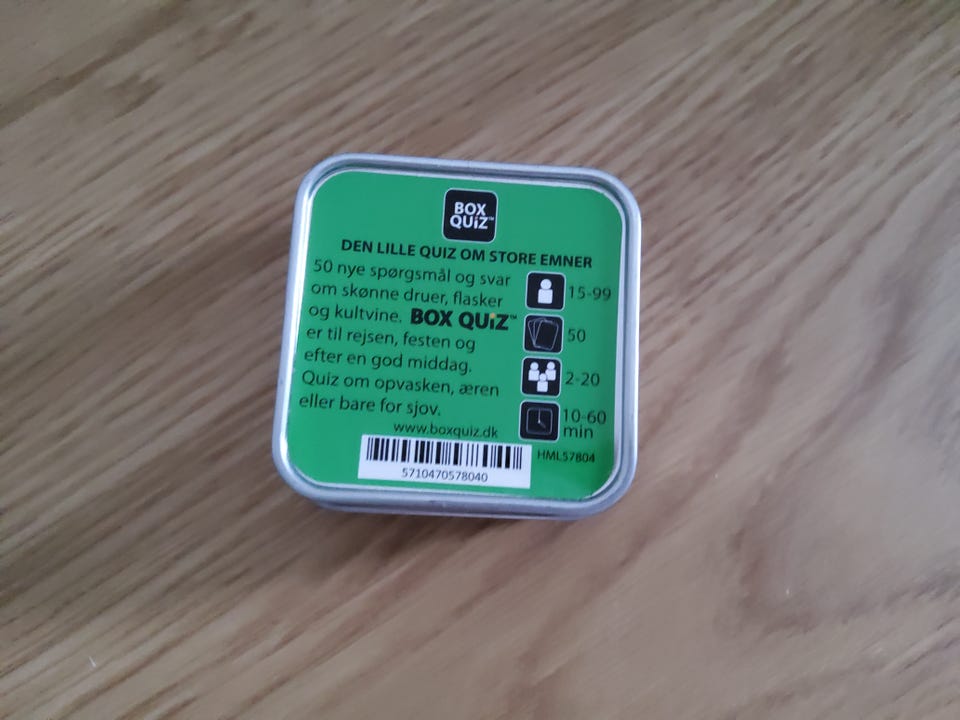 BOX
QUiZ™
DEN LILLE QUIZ OM STORE EMNER
50 nye spørgsmål og svar
om skønne druer, flasker
og kultvine. BOX QUiZ™
er til rejsen, festen og
efter en god middag.
Quiz om opvasken, æren
eller bare for sjov.
15-99
50
2-20
10-60
min
www.boxquiz.dk
HML57804
5710470578040